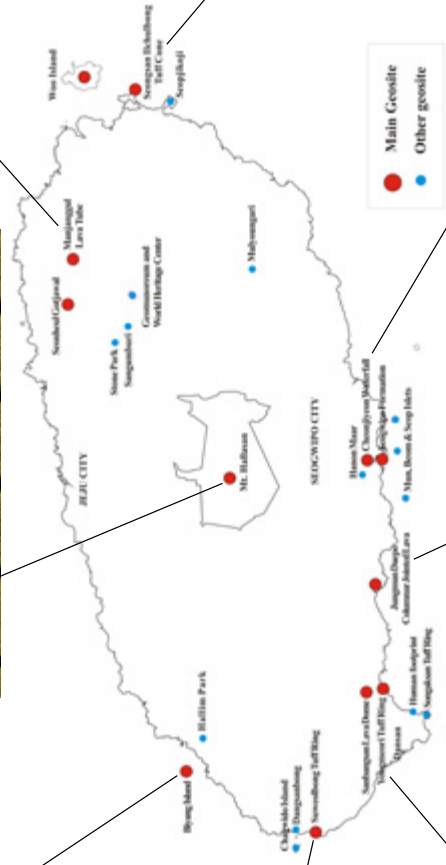 Woo Island
Seongsan Ilchulbong
Tuff Cone
Seopjikoji
Manjanggul
Lava Tube
Seonheul Gotjawal
Geomunoreum and
World Heritage Center
Sangumburi
Stone Park
Mulyeongari
JEJU CITY
Mt. Hallasan
SEOGWIPO CITY
Hanon Maar
Cheonjiyeon Waterfall
Seogwipo Formation
Mun, Beom & Seop Islets
Jungmun Daepo
Columnar Jointed Lava
Hallim Park
Biyang Island
Chagwido Island
Dangsanbong
Suwolbong Tuff Ring
Sanbangsan Lava Dome
Yongmeori Tuff Ring
Human footprint
Songaksan Tuff Ring
Main Geosite
Other geosite